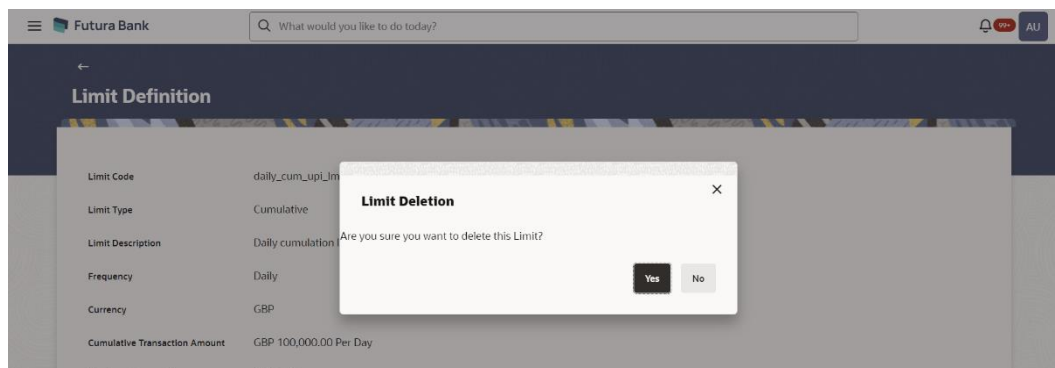 Futura Bank
What would you like to do today?
99+
AU
Limit Definition
Limit Code daily_cum_upi_lm
Limit Type Cumulative
Limit Description Daily cumulation
Frequency Daily
Currency GBP
Cumulative Transaction Amount GBP 100,000.00 Per Day
Limit Deletion
Are you sure you want to delete this Limit?
Yes No